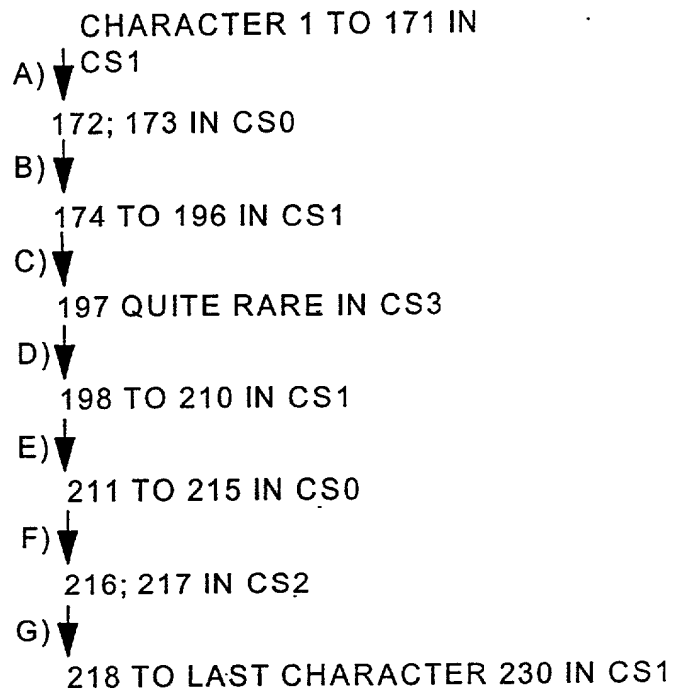 CHARACTER 1 TO 171 IN
A) CS1
172; 173 IN CS0
B)
174 TO 196 IN CS1
C)
197 QUITE RARE IN CS3
D)
198 TO 210 IN CS1
E)
211 TO 215 IN CS0
F)
216; 217 IN CS2
G)
218 TO LAST CHARACTER 230 IN CS1